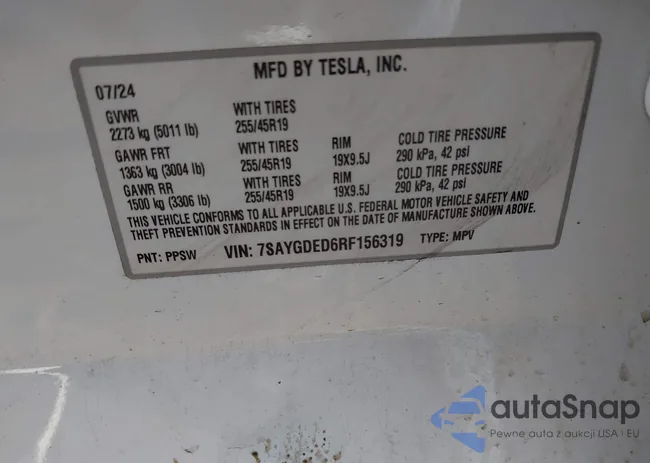 MFD BY TESLA, INC.
07/24
GVWR WITH TIRES
2273 kg (5011 lb) 255/45R19
GAWR FRT WITH TIRES RIM COLD TIRE PRESSURE
1363 kg (3004 lb) 255/45R19 19X9.5J 290 kPa, 42 psi
GAWR RR WITH TIRES RIM COLD TIRE PRESSURE
1500 kg (3306 lb) 255/45R19 19X9.5J 290 kPa, 42 psi
THIS VEHICLE CONFORMS TO ALL APPLICABLE U.S. FEDERAL MOTOR VEHICLE SAFETY AND
THEFT PREVENTION STANDARDS IN EFFECT ON THE DATE OF MANUFACTURE SHOWN ABOVE.
PNT: PPSW VIN: 7SAYGDED6RF156319 TYPE: MPV
autaSnap
Pewne auta z aukcji USA i EU